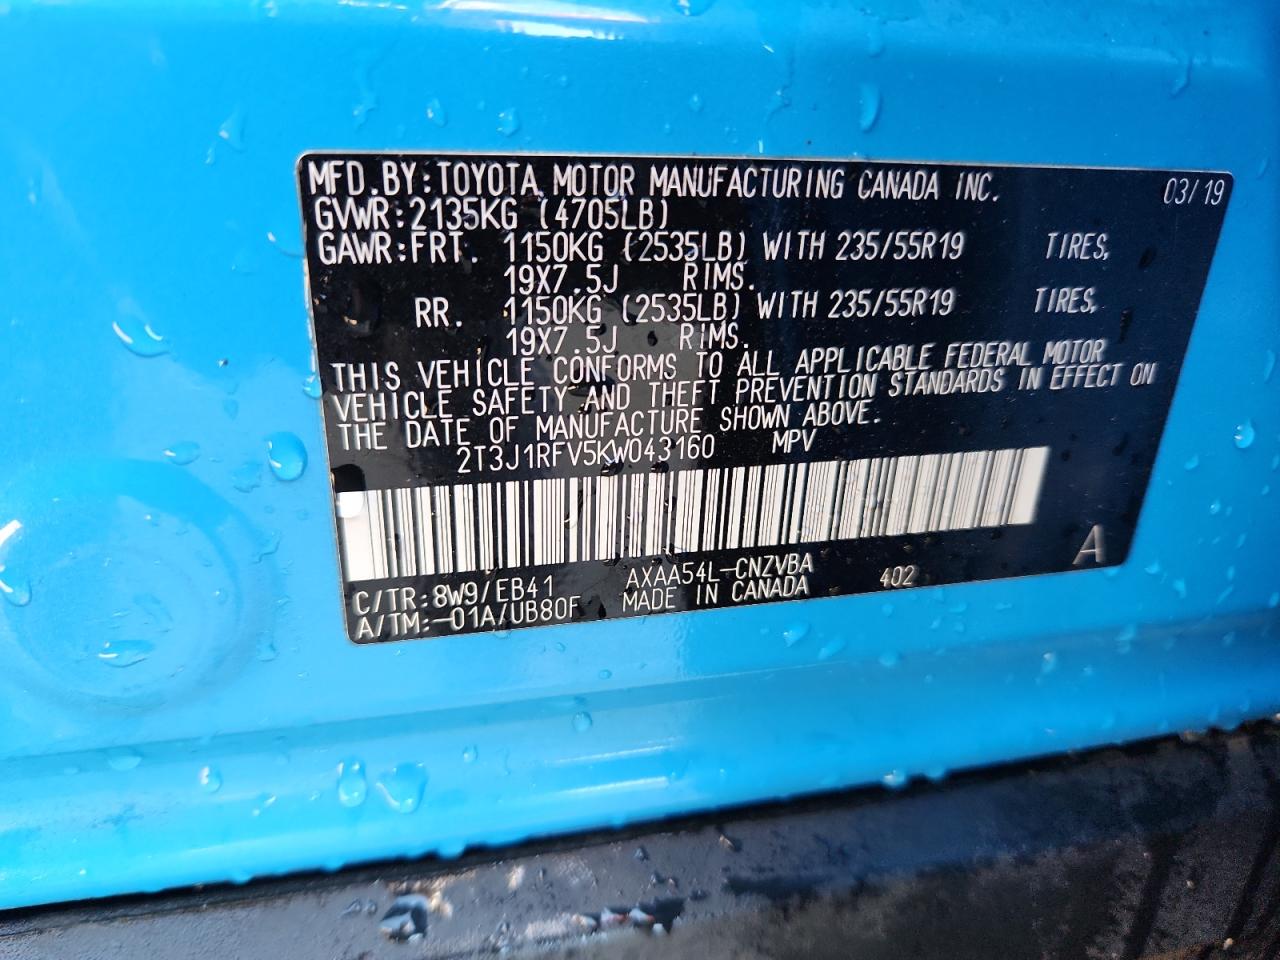 MFD.BY:TOYOTA MOTOR MANUFACTURING CANADA INC. 03/19
GVWR:2135KG (4705LB)
GAWR:FRT. 1150KG (2535LB) WITH 235/55R19 TIRES,
19X7.5J RIMS.
RR. 1150KG (2535LB) WITH 235/55R19 TIRES,
19X7.5J RIMS.
THIS VEHICLE CONFORMS TO ALL APPLICABLE FEDERAL MOTOR
VEHICLE SAFETY AND THEFT PREVENTION STANDARDS IN EFFECT ON
THE DATE OF MANUFACTURE SHOWN ABOVE.
2T3J1RFV5KW043160 MPV
A
C/TR:8W9/EB41 AXAA54L-CNZVBA 402
A/TM:-01A/UB80F MADE IN CANADA